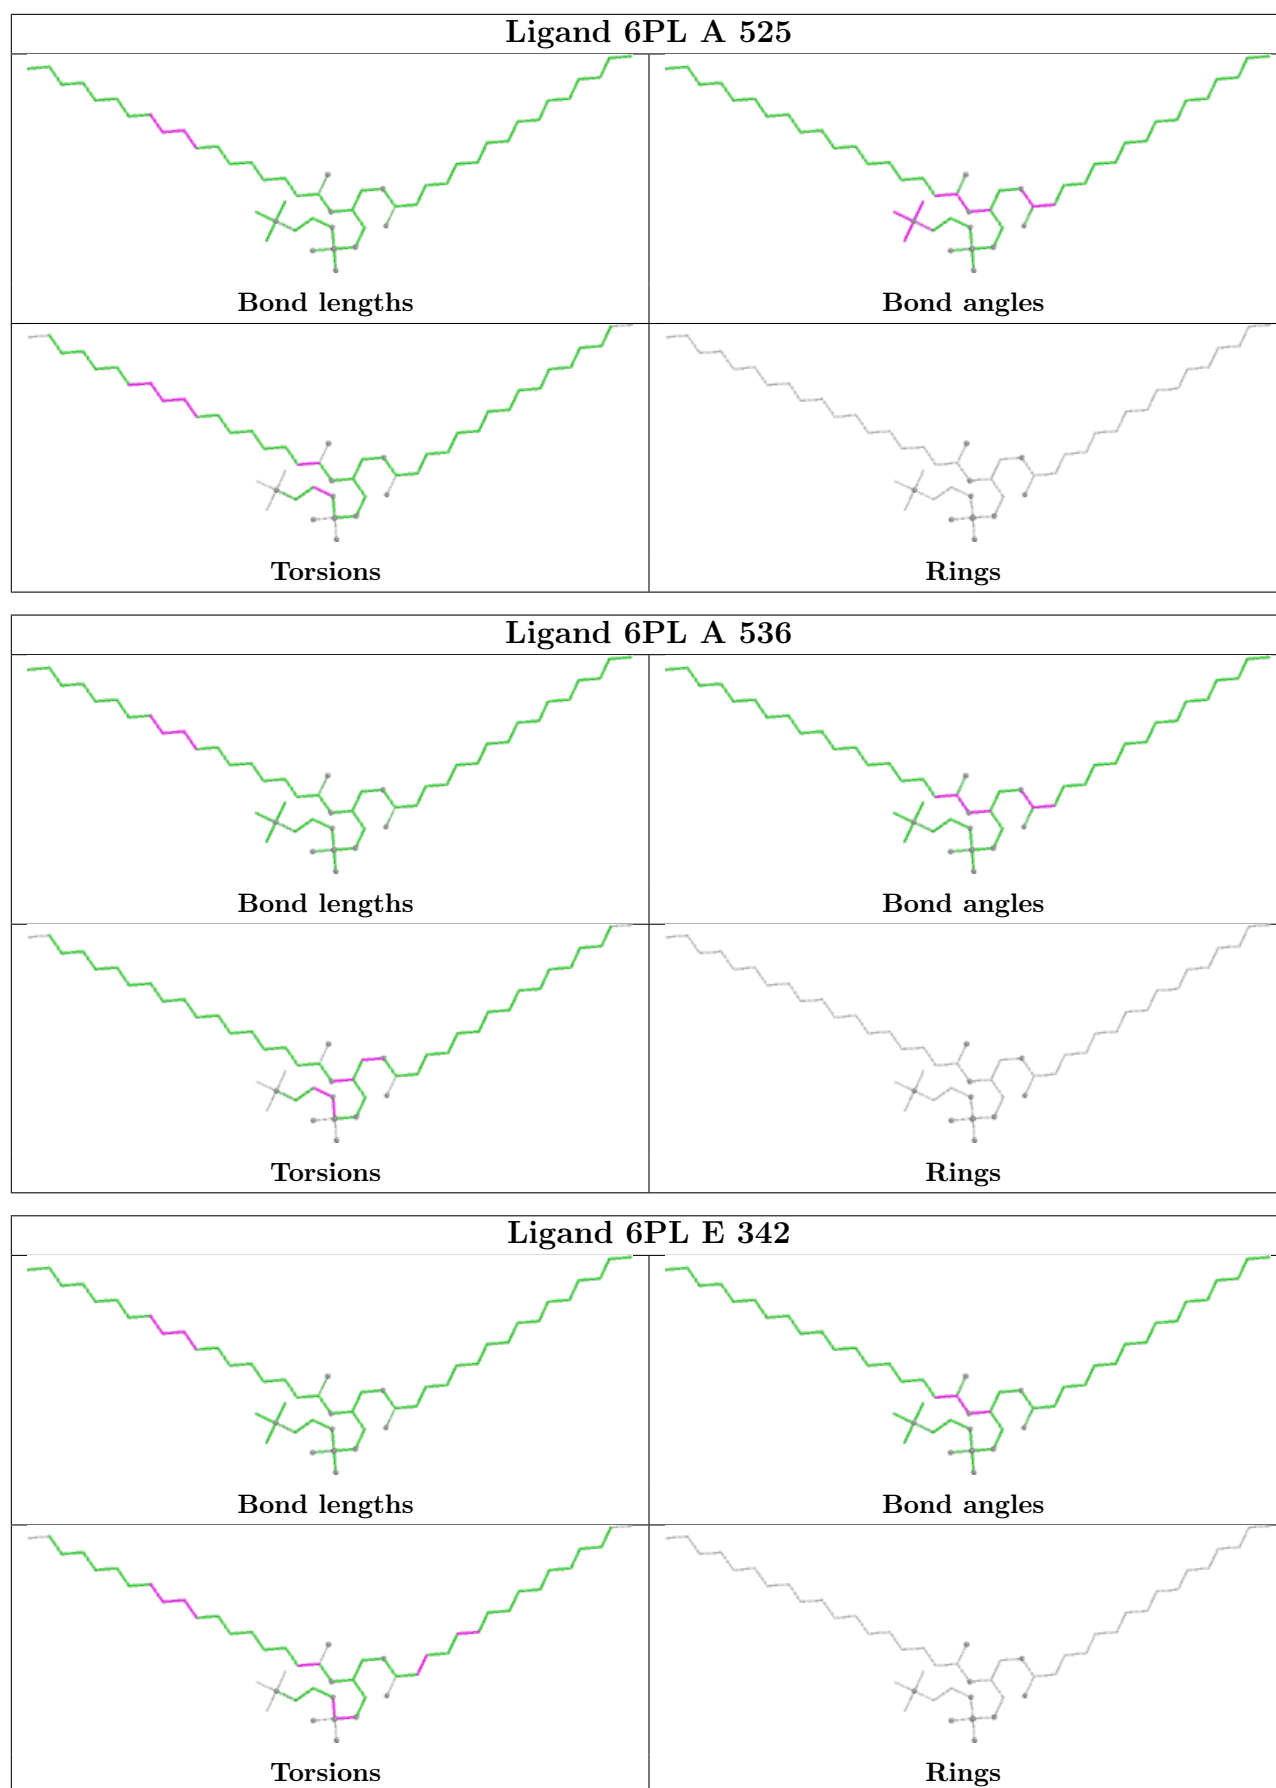 Ligand 6PL A 525
Bond lengths
Bond angles
Torsions
Rings
Ligand 6PL A 536
Bond lengths
Bond angles
Torsions
Rings
Ligand 6PL E 342
Bond lengths
Bond angles
Torsions
Rings